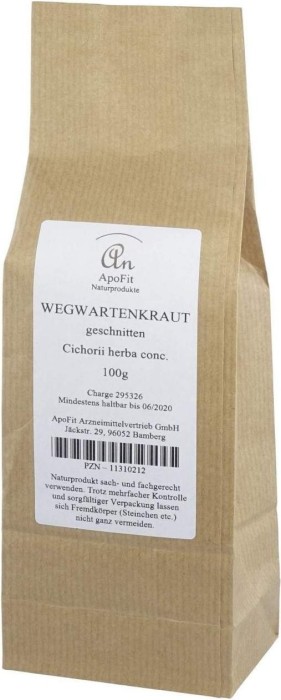 An
ApoFit
Naturprodukte
WEGWARTENKRAUT
geschnitten
Cichorii herba conc.
100g
Charge 295326
Mindestens haltbar bis 06/2020
ApoFit Arzneimittelvertrieb GmbH
Jäckstr. 29, 96052 Bamberg
PZN - 11310212
Naturprodukt sach- und fachgerecht
verwenden. Trotz mehrfacher Kontrolle
und sorgfältiger Verpackung lassen
sich Fremdkörper (Steinchen etc.)
nicht ganz vermeiden.